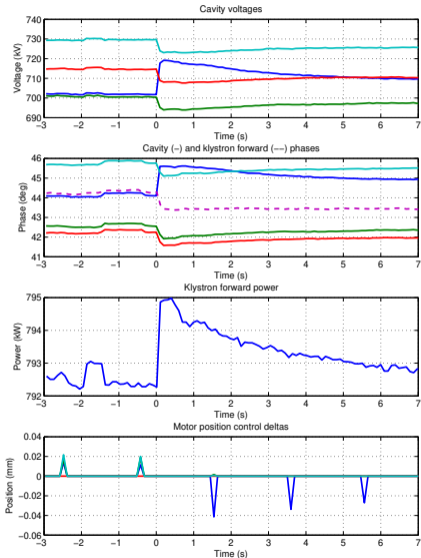 Cavity voltages
740
730
720
710
700
690
Voltage (kV)
−3 −2 −1 0 1 2 3 4 5 6 7
Time (s)
Cavity (−) and klystron forward (−−) phases
46
45
44
43
42
41
Phase (deg)
−3 −2 −1 0 1 2 3 4 5 6 7
Time (s)
Klystron forward power
795
794
793
792
Power (kW)
−3 −2 −1 0 1 2 3 4 5 6 7
Time (s)
Motor position control deltas
0.04
0.02
0
−0.02
−0.04
−0.06
Position (mm)
−3 −2 −1 0 1 2 3 4 5 6 7
Time (s)